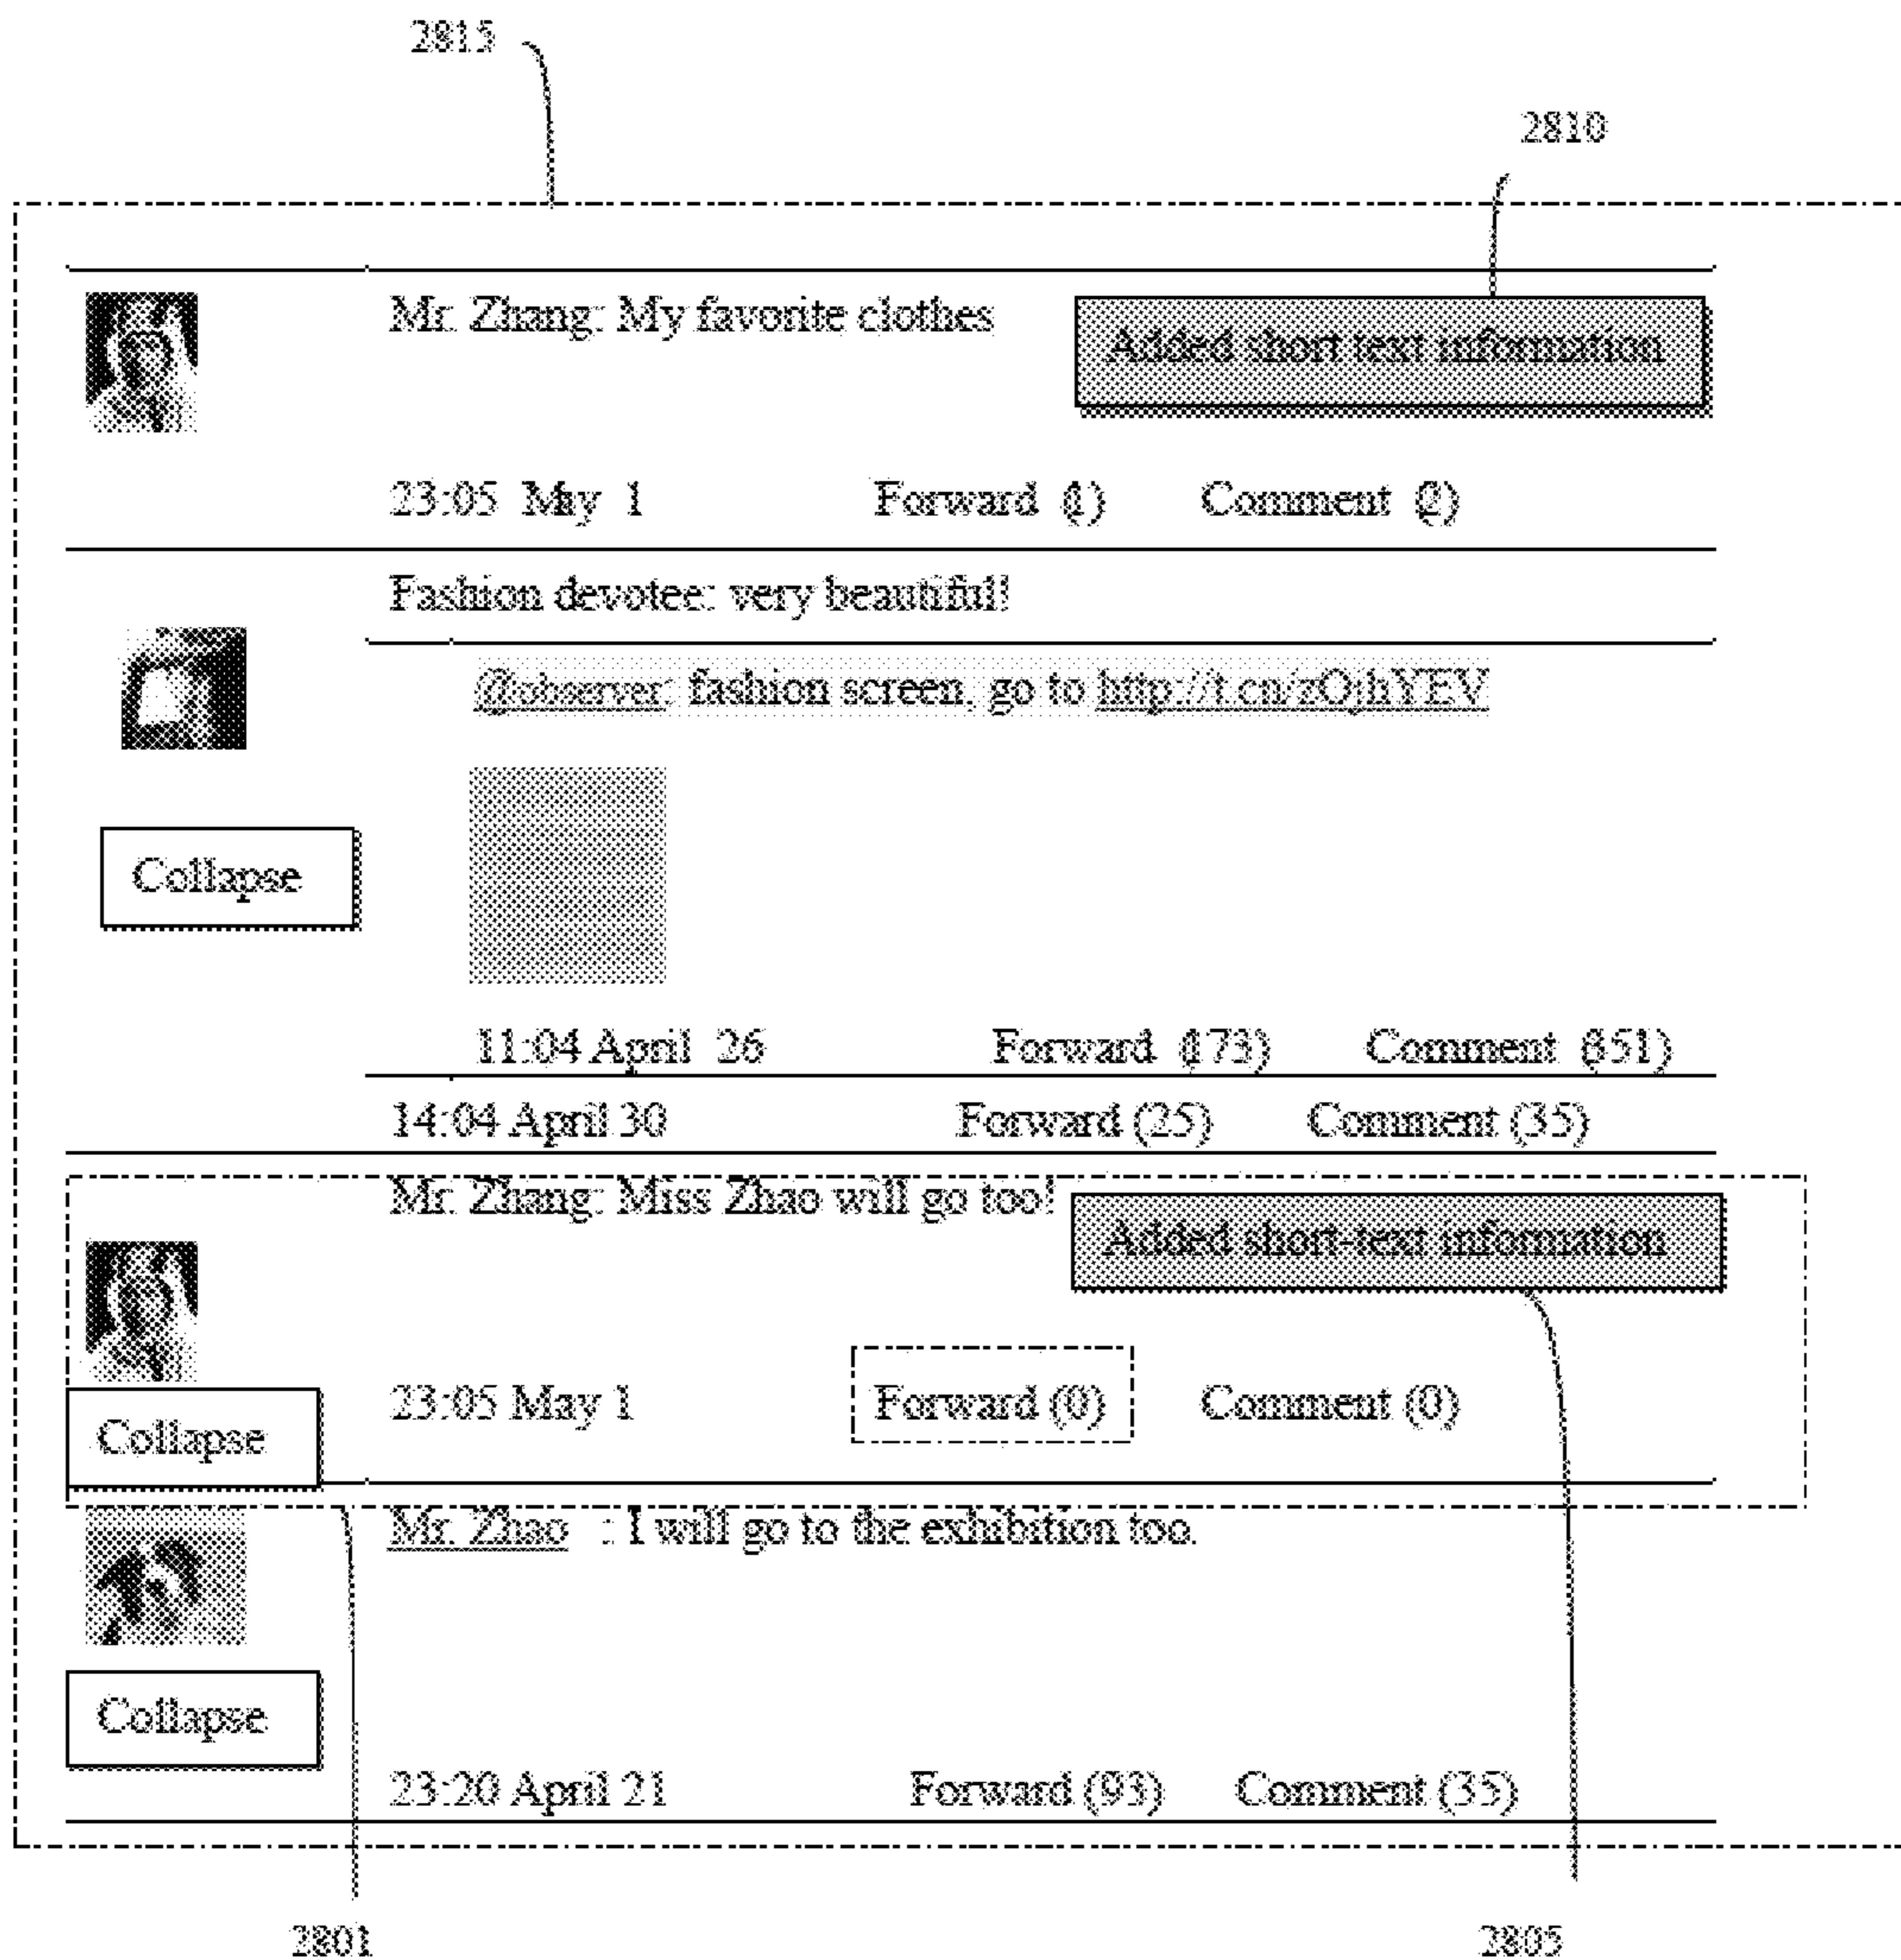 2815
2810
Mr. Zhang: My favorite clothes
Added short text information
23:05 May 1 Forward (1) Comment (2)
Fashion devotee: very beautiful!
@observer: fashion screen, go to http://t.cn/zOjhYEV
Collapse
11:04 April 26 Forward (173) Comment (351)
14:04 April 30 Forward (25) Comment (35)
Mr. Zhang: Miss Zhao will go too!
Added short-text information
23:05 May 1 Forward (0) Comment (0)
Collapse
Mr. Zhao : I will go to the exhibition too.
Collapse
23:20 April 21 Forward (93) Comment (35)
2801
2805